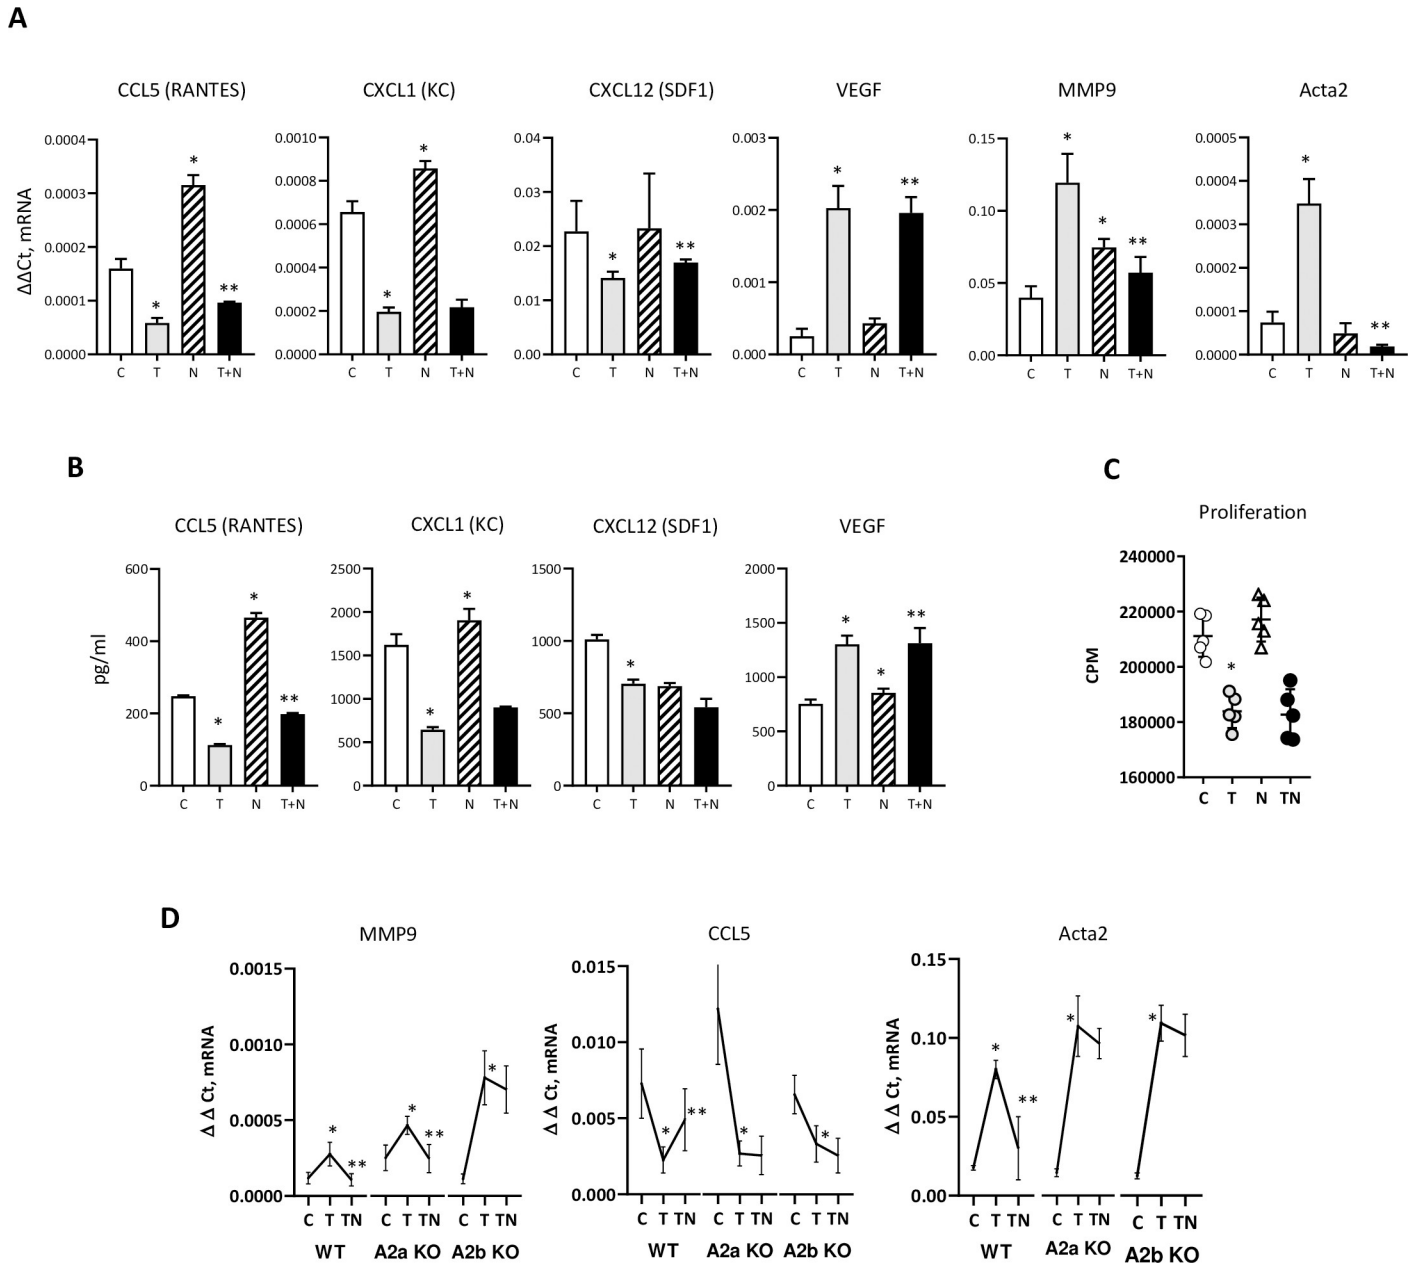 A
CCL5 (RANTES) CXCL1 (KC) CXCL12 (SDF1) VEGF MMP9 Acta2
ΔΔCt, mRNA
0.0004 0.0010 0.04 0.003 0.15 0.0005
0.0003 0.0008 0.03 0.002 0.10 0.0004
0.0002 0.0006 0.02 0.001 0.05 0.0003
0.0001 0.0004 0.01 0.000 0.00 0.0002
0.0000 0.0002 0.00 0.0001
0.0000 0.0000
* * ** * * * ** * ** * * ** * **
C T N T+N C T N T+N C T N T+N C T N T+N C T N T+N C T N T+N
B
CCL5 (RANTES) CXCL1 (KC) CXCL12 (SDF1) VEGF
pg/ml
600 2500 1500 2000
400 2000 1000 1500
200 1500 500 1000
0 1000 0 500
500 0
0
* * ** * * * * * **
C T N T+N C T N T+N C T N T+N C T N T+N
C
Proliferation
CPM
240000
220000
200000
180000
160000
*
C T N TN
D
MMP9 CCL5 Acta2
Δ Δ Ct, mRNA
0.0015
0.0010
0.0005
0.0000
* ** * ** *
C T TN C T TN C T TN
WT A2a KO A2b KO
Δ Δ Ct, mRNA
0.015
0.010
0.005
0.000
* ** * *
C T TN C T TN C T TN
WT A2a KO A2b KO
Δ Δ Ct, mRNA
0.15
0.10
0.05
0.00
* ** * *
C T TN C T TN C T TN
WT A2a KO A2b KO